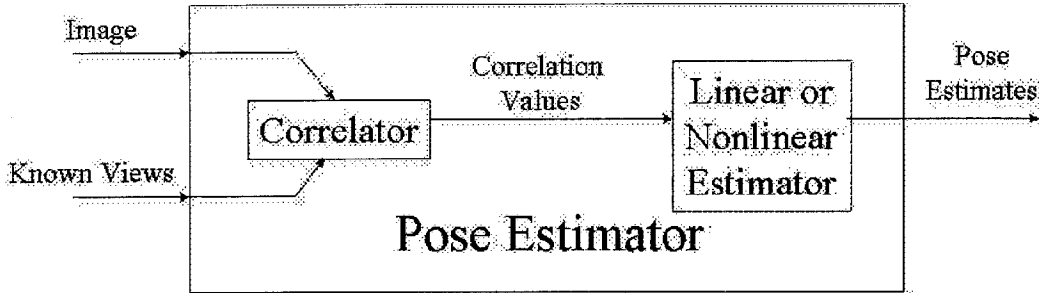 Image
Known Views
Correlator
Correlation
Values
Linear or
Nonlinear
Estimator
Pose
Estimates
Pose Estimator